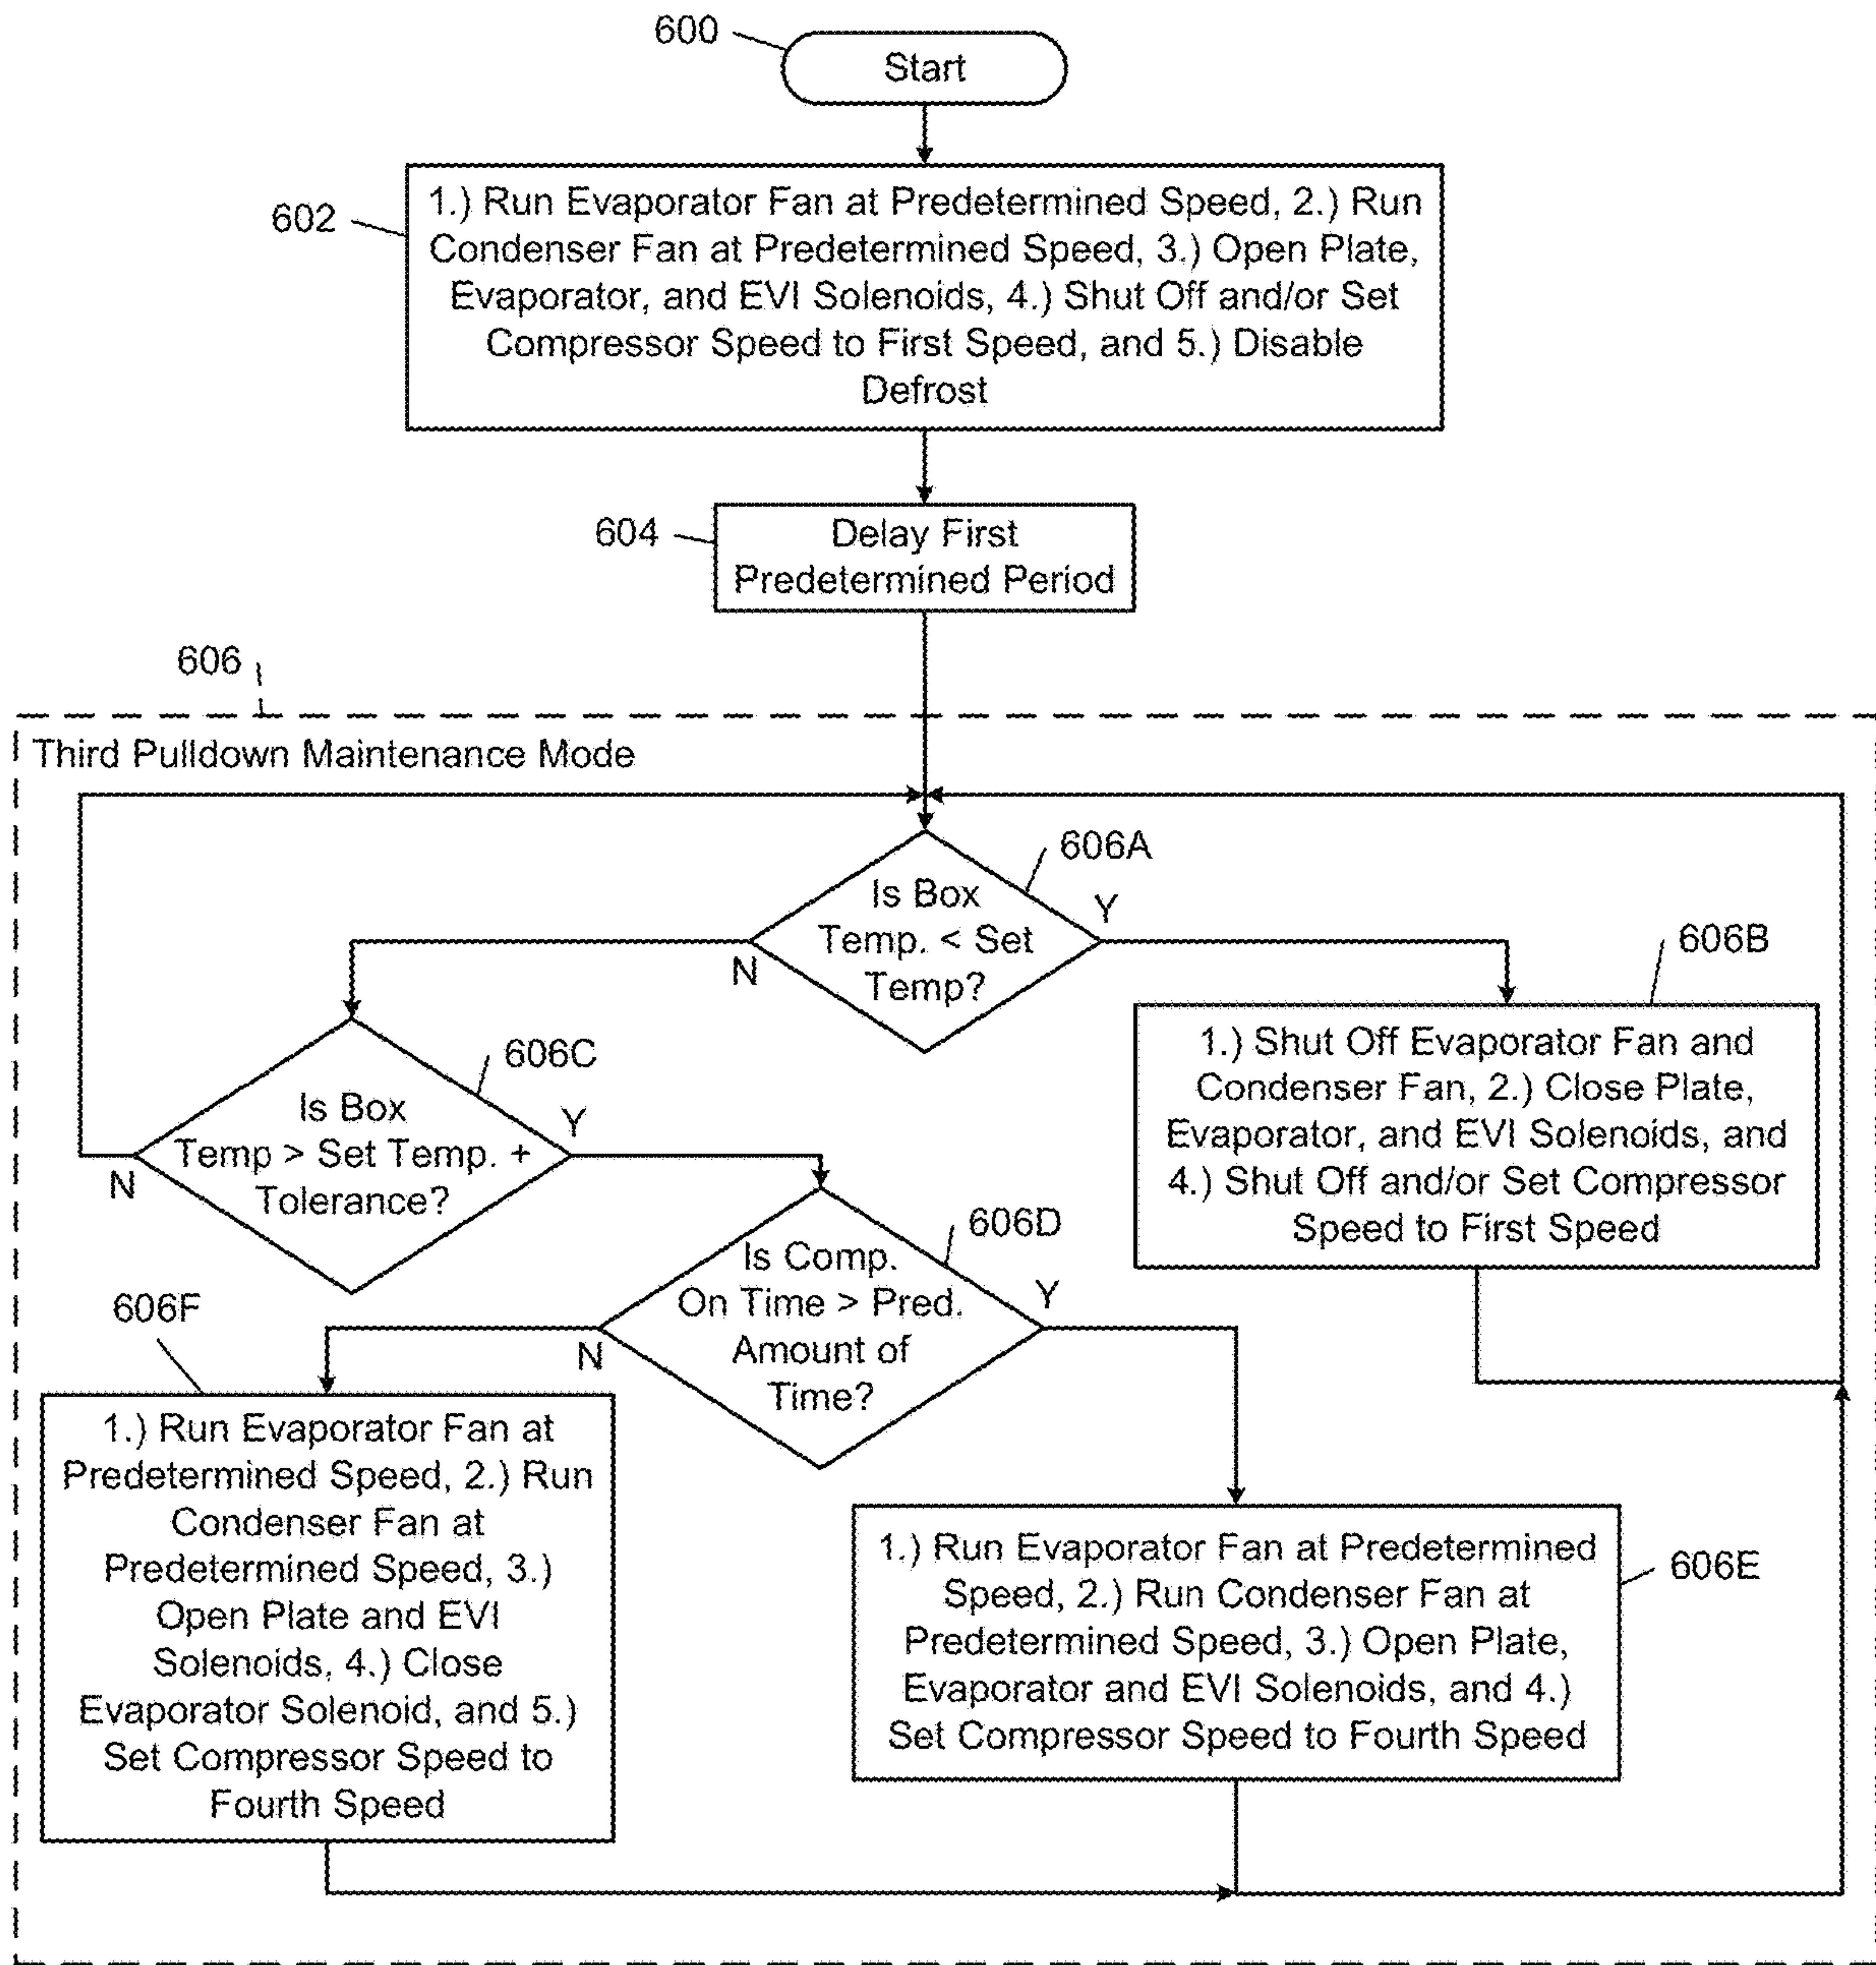 600
Start
602
1.) Run Evaporator Fan at Predetermined Speed, 2.) Run
Condenser Fan at Predetermined Speed, 3.) Open Plate,
Evaporator, and EVI Solenoids, 4.) Shut Off and/or Set
Compressor Speed to First Speed, and 5.) Disable
Defrost
604
Delay First
Predetermined Period
606
Third Pulldown Maintenance Mode
606A
Is Box
Temp. < Set
Temp?
Y
N
606B
1.) Shut Off Evaporator Fan and
Condenser Fan, 2.) Close Plate,
Evaporator, and EVI Solenoids, and
4.) Shut Off and/or Set Compressor
Speed to First Speed
606C
Is Box
Temp > Set Temp. +
Tolerance?
Y
N
606D
Is Comp.
On Time > Pred.
Amount of
Time?
Y
N
606F
1.) Run Evaporator Fan at
Predetermined Speed, 2.) Run
Condenser Fan at
Predetermined Speed, 3.)
Open Plate and EVI
Solenoids, 4.) Close
Evaporator Solenoid, and 5.)
Set Compressor Speed to
Fourth Speed
606E
1.) Run Evaporator Fan at Predetermined
Speed, 2.) Run Condenser Fan at
Predetermined Speed, 3.) Open Plate,
Evaporator and EVI Solenoids, and 4.)
Set Compressor Speed to Fourth Speed